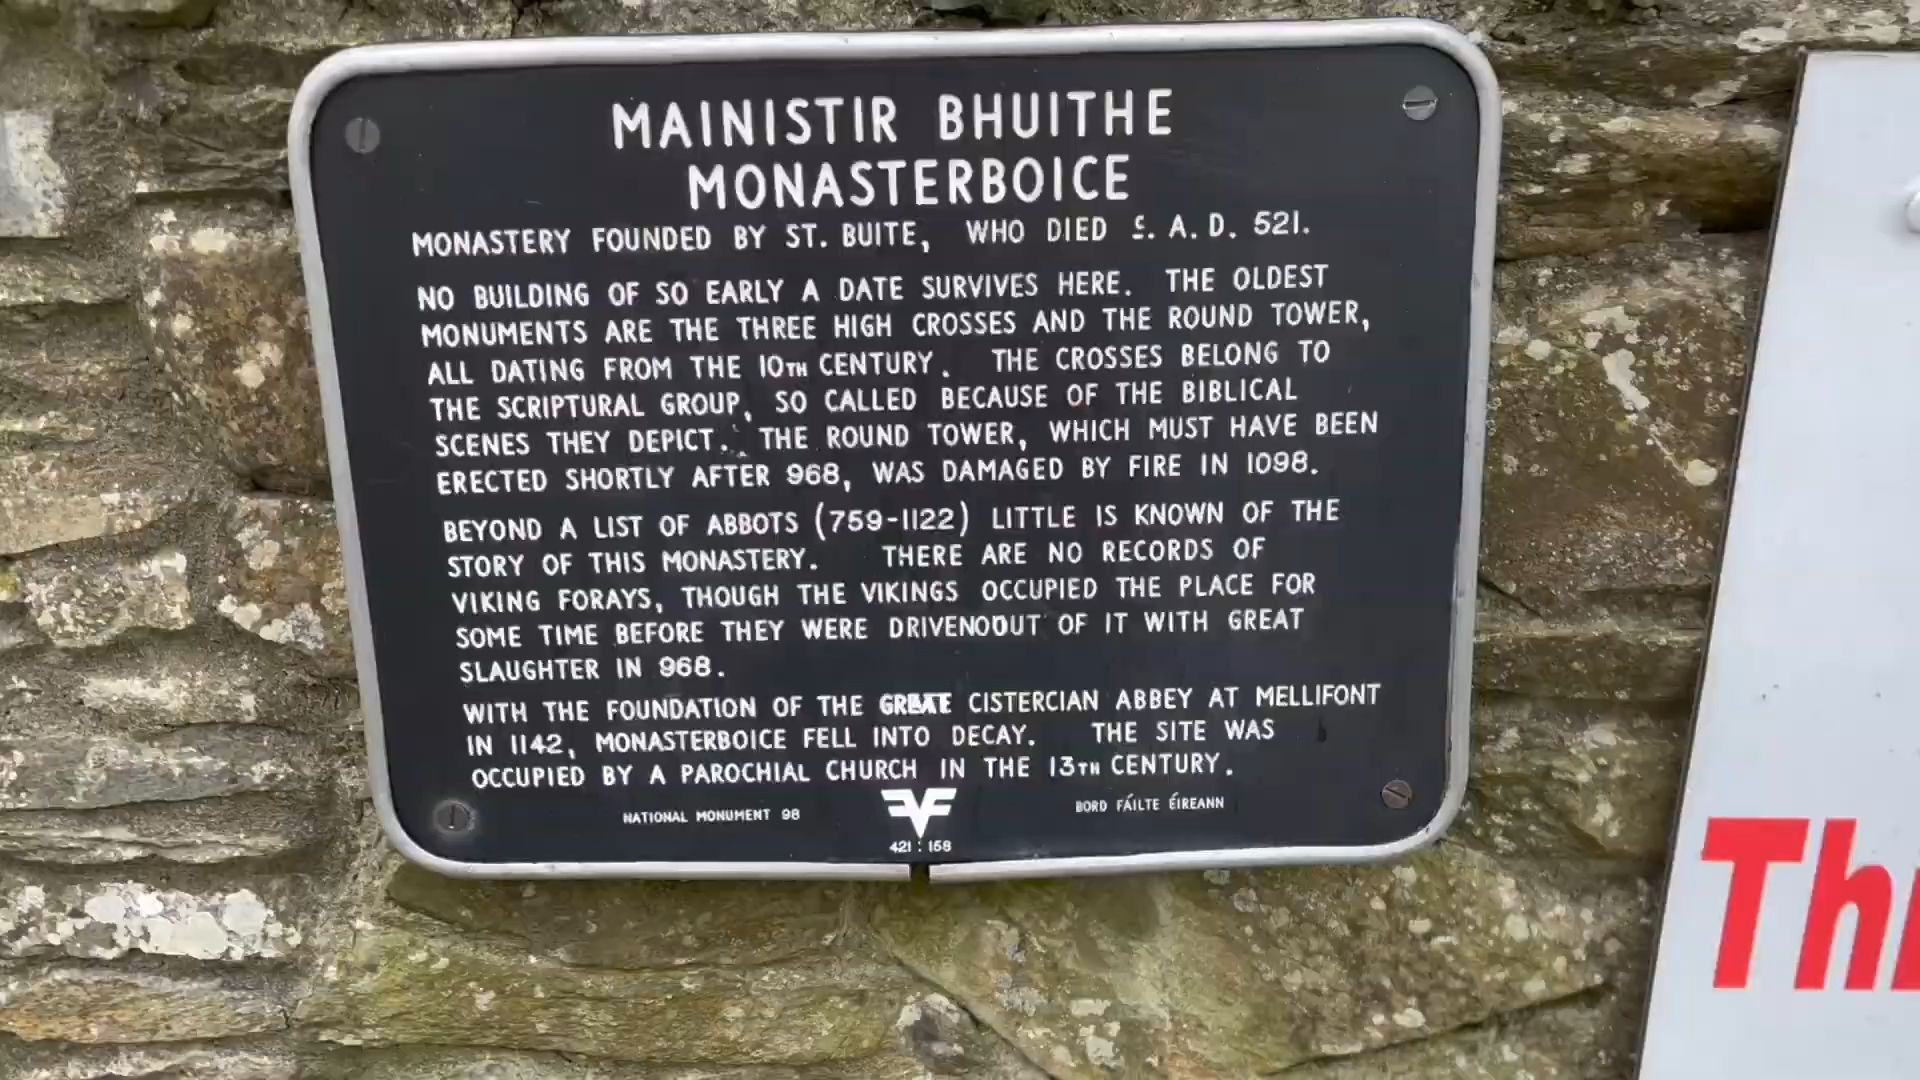 MAINISTIR BHUITHE
MONASTERBOICE
MONASTERY FOUNDED BY ST. BUITE, WHO DIED C. A. D. 521.
NO BUILDING OF SO EARLY A DATE SURVIVES HERE. THE OLDEST
MONUMENTS ARE THE THREE HIGH CROSSES AND THE ROUND TOWER,
ALL DATING FROM THE 10TH CENTURY. THE CROSSES BELONG TO
THE SCRIPTURAL GROUP, SO CALLED BECAUSE OF THE BIBLICAL
SCENES THEY DEPICT. THE ROUND TOWER, WHICH MUST HAVE BEEN
ERECTED SHORTLY AFTER 968, WAS DAMAGED BY FIRE IN 1098.
BEYOND A LIST OF ABBOTS (759-1122) LITTLE IS KNOWN OF THE
STORY OF THIS MONASTERY. THERE ARE NO RECORDS OF
VIKING FORAYS, THOUGH THE VIKINGS OCCUPIED THE PLACE FOR
SOME TIME BEFORE THEY WERE DRIVENOOUT OF IT WITH GREAT
SLAUGHTER IN 968.
WITH THE FOUNDATION OF THE GREAT CISTERCIAN ABBEY AT MELLIFONT
IN 1142, MONASTERBOICE FELL INTO DECAY. THE SITE WAS
OCCUPIED BY A PAROCHIAL CHURCH IN THE 13TH CENTURY.
NATIONAL MONUMENT 98
BORD FÁILTE ÉIREANN
421 : 158